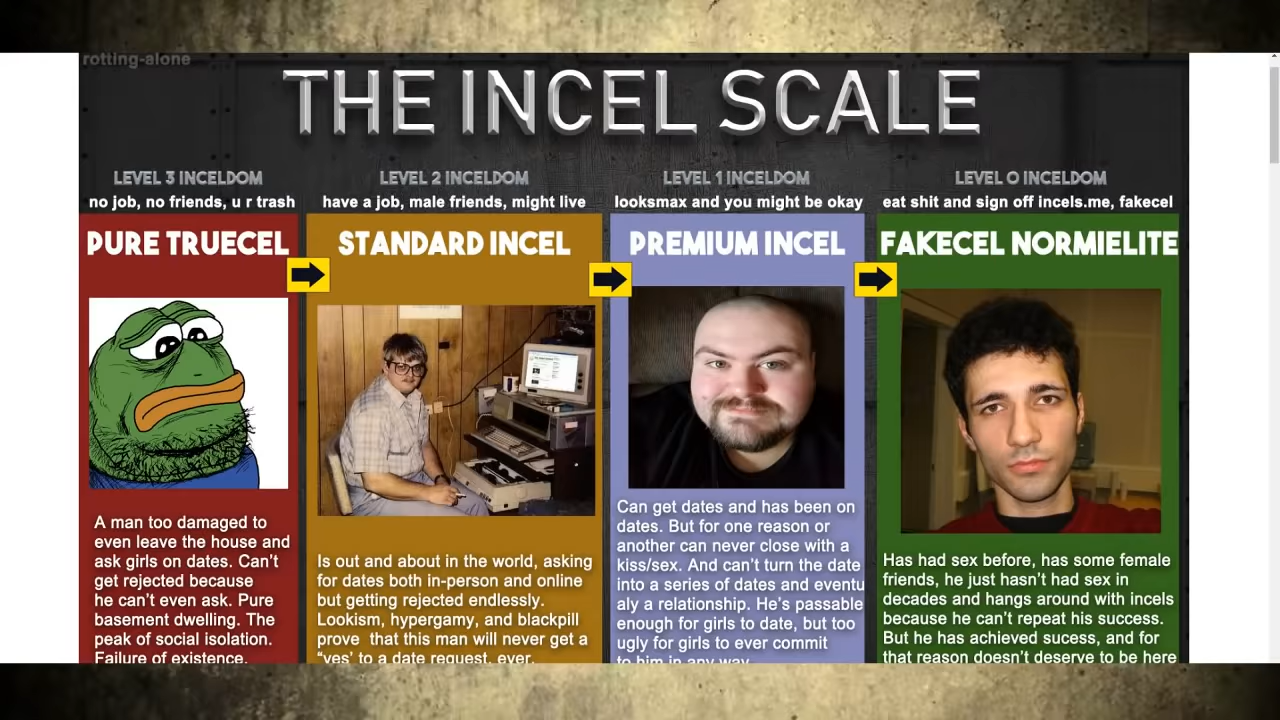 rotting-alone
THE INCEL SCALE
LEVEL 3 INCELDOM
no job, no friends, u r trash
PURE TRUECEL
A man too damaged to
even leave the house and
ask girls on dates. Can't
get rejected because
he can't even ask. Pure
basement dwelling. The
peak of social isolation.
Failure of existence.
LEVEL 2 INCELDOM
have a job, male friends, might live
STANDARD INCEL
Is out and about in the world, asking
for dates both in-person and online
but getting rejected endlessly.
Lookism, hypergamy, and blackpill
prove that this man will never get a
“yes’ to a date request, ever.
LEVEL 1 INCELDOM
looksmax and you might be okay
PREMIUM INCEL
Can get dates and has been on
dates. But for one reason or
another can never close with a
kiss/sex. And can't turn the date
into a series of dates and eventu
aly a relationship. He's passable
enough for girls to date, but too
ugly for girls to ever commit
to him in any way.
LEVEL 0 INCELDOM
eat shit and sign off incels.me, fakecel
FAKECEL NORMIELITE
Has had sex before, has some female
friends, he just hasn't had sex in
decades and hangs around with incels
because he can't repeat his success.
But he has achieved sucess, and for
that reason doesn't deserve to be here